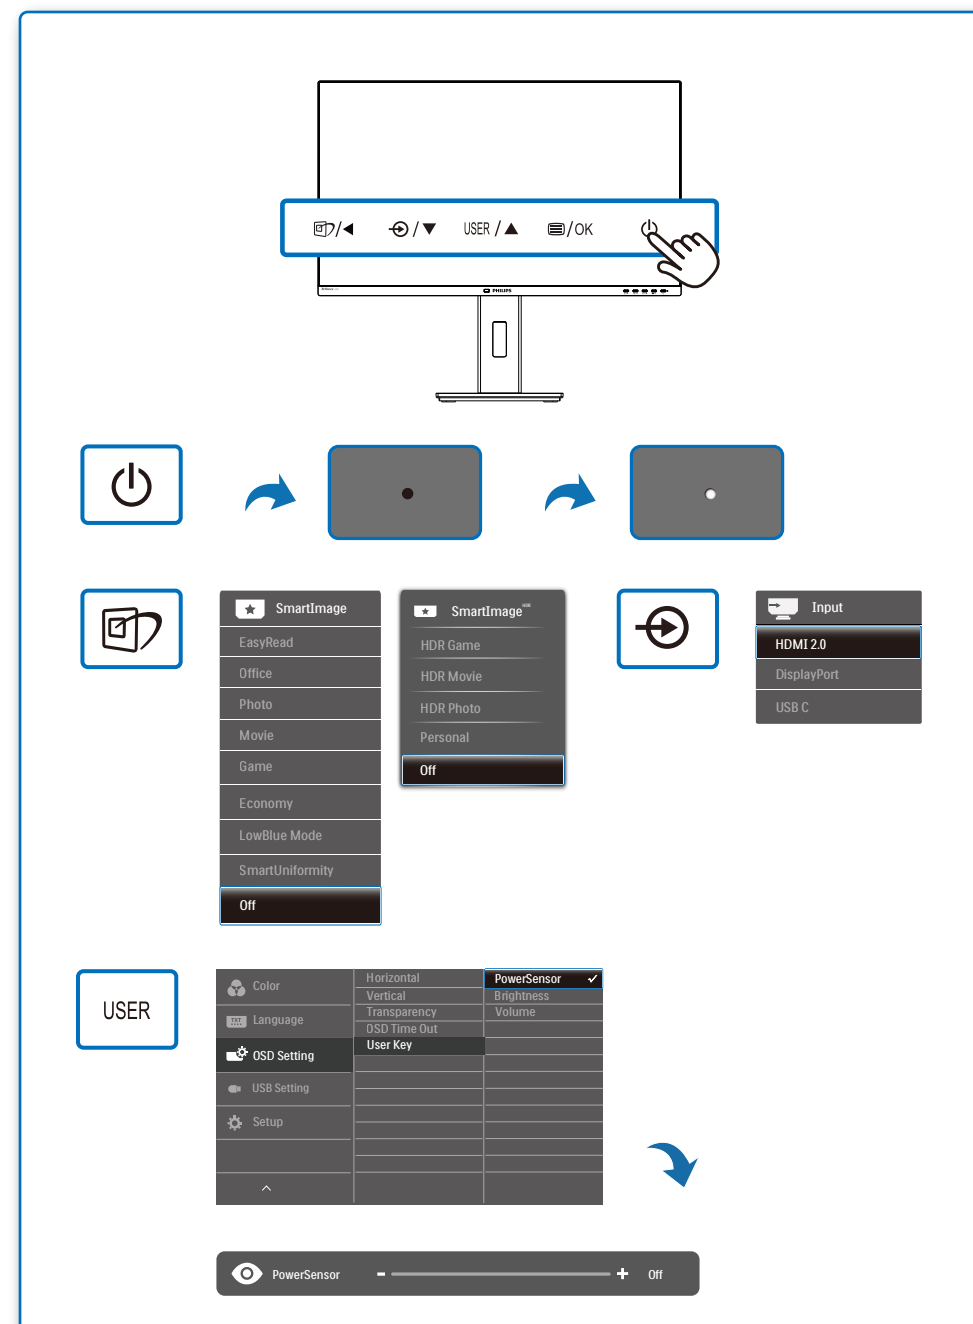 USER
OK
PHILIPS
SmartImage
EasyRead
Office
Photo
Movie
Game
Economy
LowBlue Mode
SmartUniformity
Off
SmartImage
HDR Game
HDR Movie
HDR Photo
Personal
Off
Input
HDMI 2.0
DisplayPort
USB C
USER
Color
Language
OSD Setting
USB Setting
Setup
Horizontal
Vertical
Transparency
OSD Time Out
User Key
PowerSensor
Brightness
Volume
PowerSensor - + Off